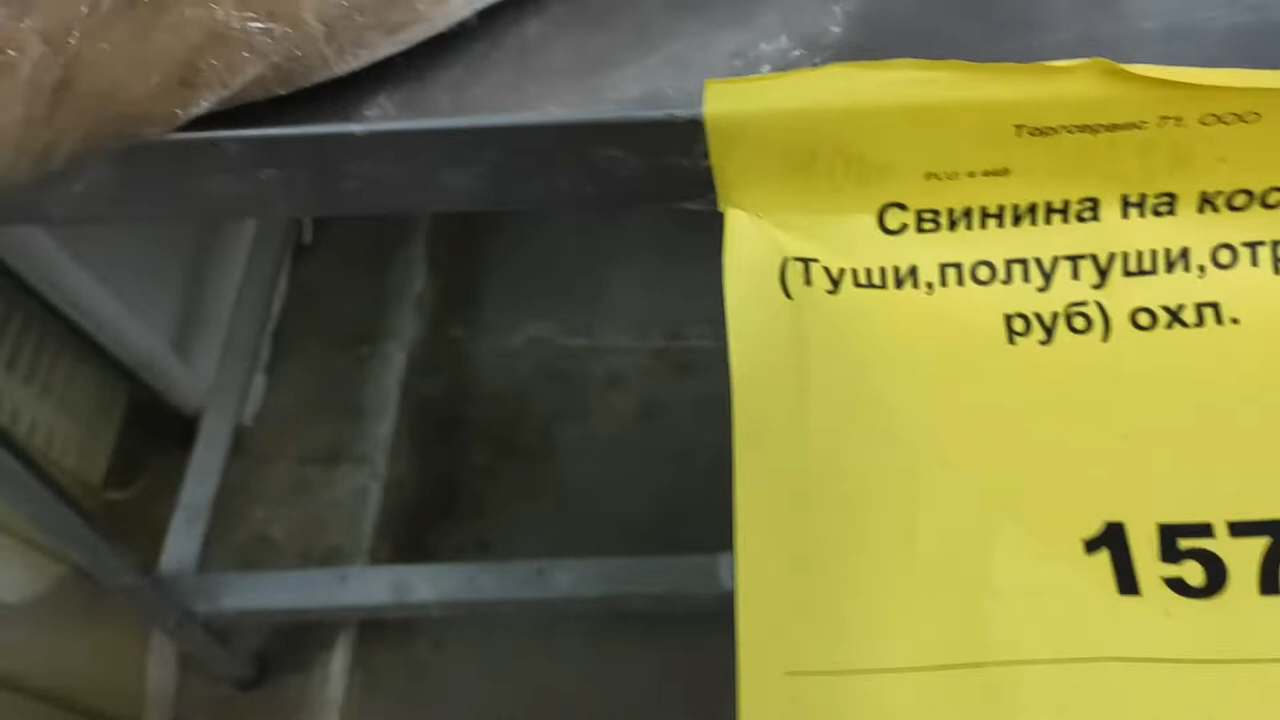 Торгсервис 71, ООО
Свинина на кос
(Туши,полутуши,отр
руб) охл.
157